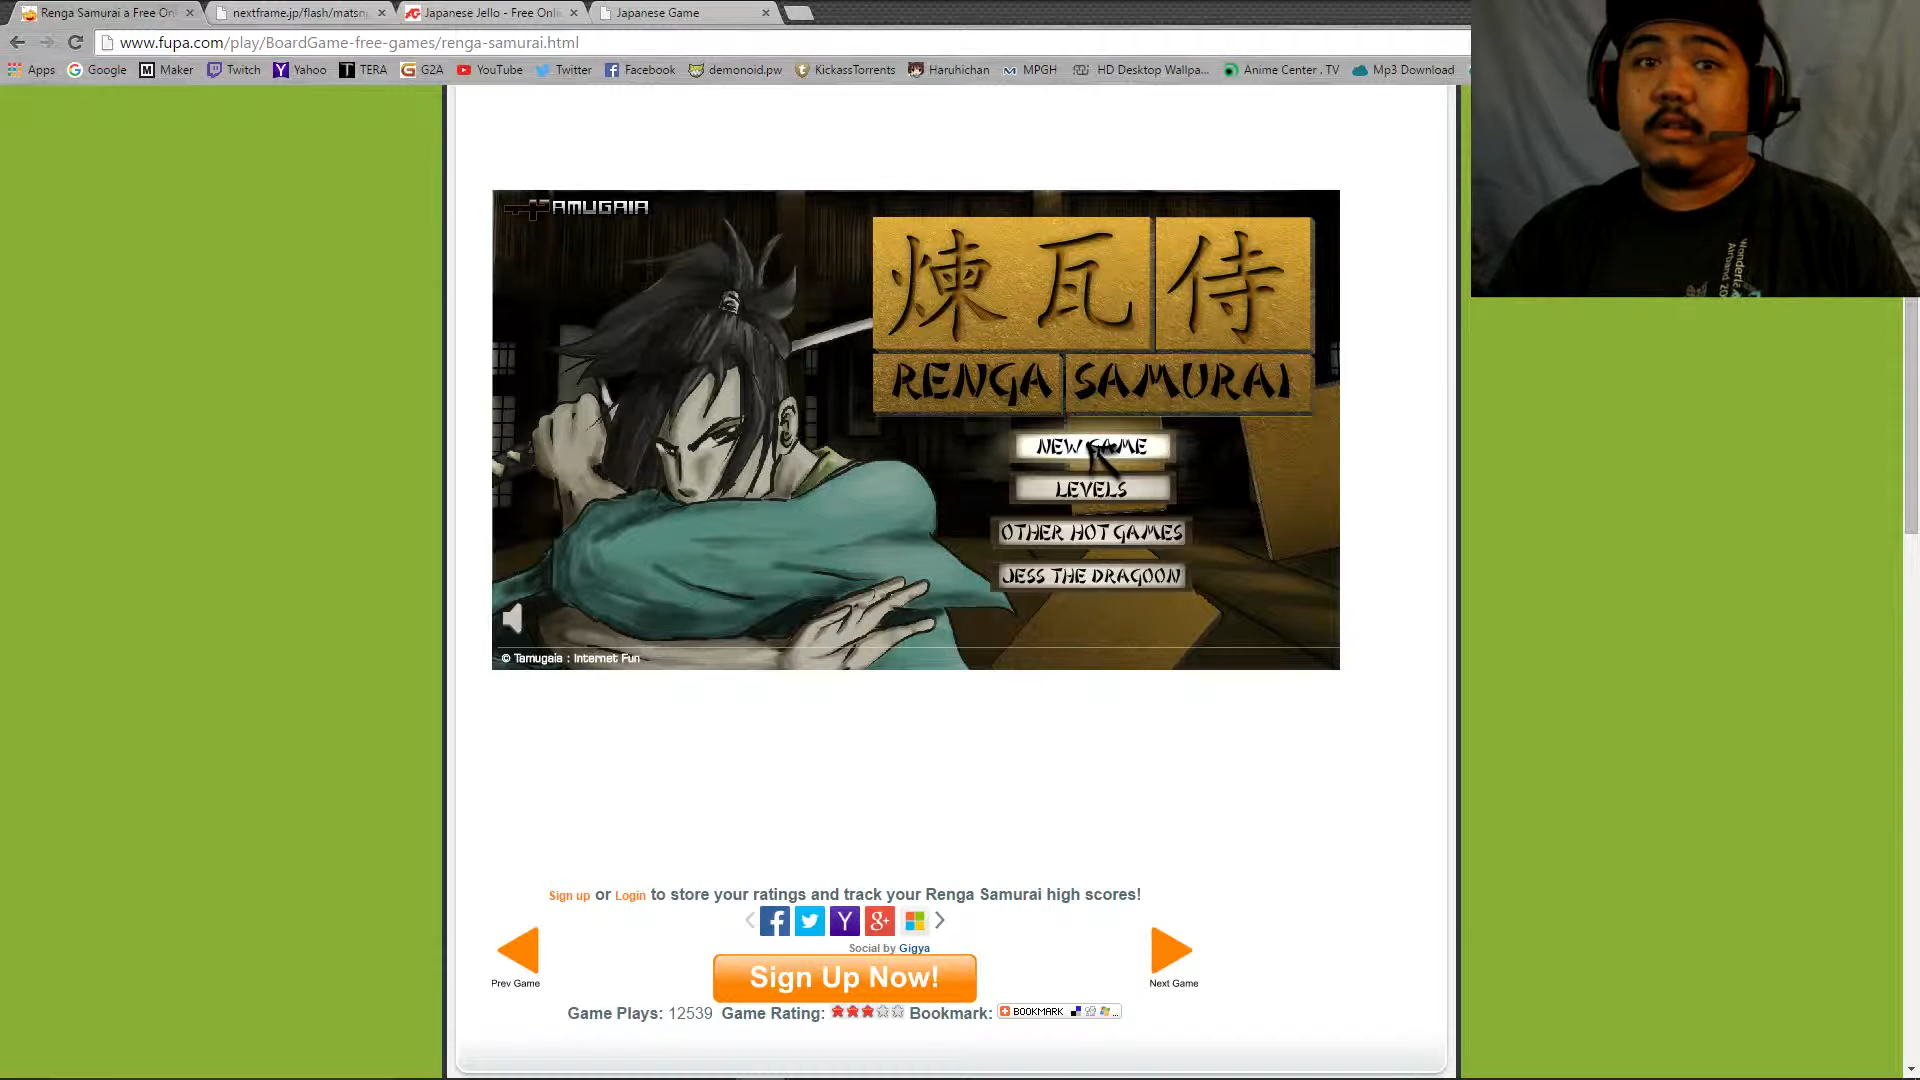 Renga Samurai a Free On
nextframe.jp/flash/mats
Japanese Jello - Free Onli
Japanese Game
www.fupa.com/play/BoardGame-free-games/renga-samurai.html
Apps
Google
Maker
Twitch
Yahoo
TERA
G2A
YouTube
Twitter
Facebook
demonoid.pw
KickassTorrents
Haruhichan
MPGH
HD Desktop Wallpa...
Anime Center . TV
Mp3 Download
TAMUGAIA
煉瓦侍
RENGA SAMURAI
NEW GAME
LEVELS
OTHER HOT GAMES
JESS THE DRAGOON
© Tamugaia : Internet Fun
Sign up or Login to store your ratings and track your Renga Samurai high scores!
Social by Gigya
Prev Game
Sign Up Now!
Next Game
Game Plays: 12539 Game Rating: Bookmark: BOOKMARK ...